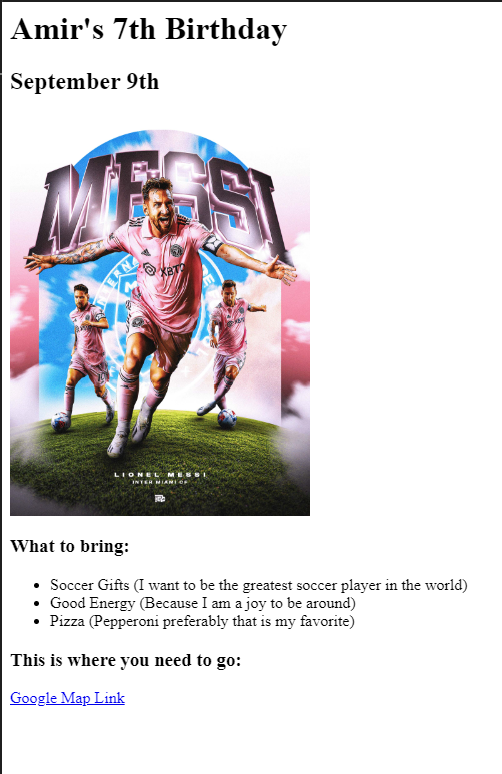 Amir's 7th Birthday
September 9th
MESSI
XBTO
LIONEL MESSI
INTER MIAMI CF
What to bring:
Soccer Gifts (I want to be the greatest soccer player in the world)
Good Energy (Because I am a joy to be around)
Pizza (Pepperoni preferably that is my favorite)
This is where you need to go:
Google Map Link